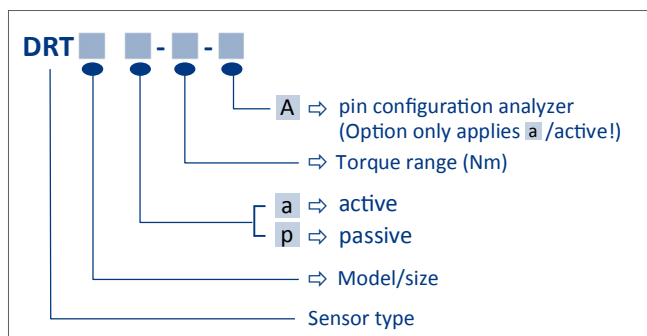 DRT - -
A ⇨ pin configuration analyzer
(Option only applies a /active!)
⇨ Torque range (Nm)
a ⇨ active
p ⇨ passive
⇨ Model/size
Sensor type